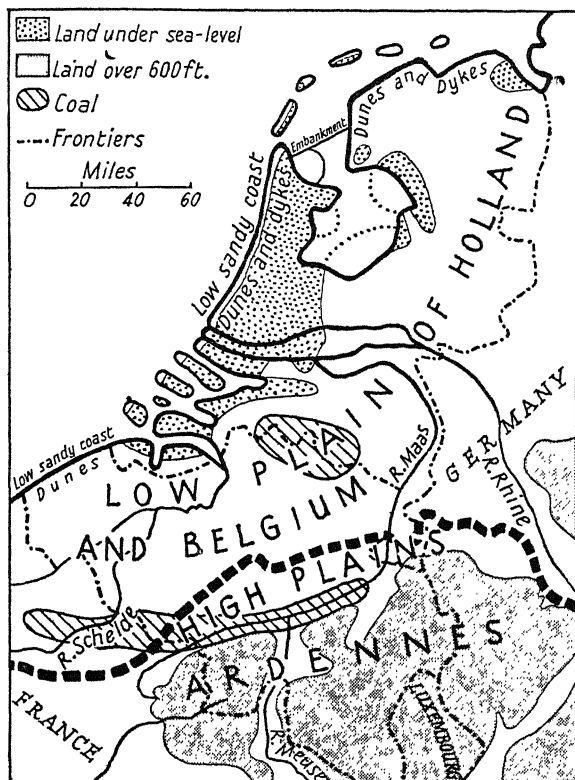 Land under sea-level
Land over 600ft.
Coal
Frontiers
Miles
0 20 40 60
Dunes and Dykes
Embankment
Low sandy coast
Dunes and dykes
LOW PLAIN OF HOLLAND
AND BELGIUM
Low sandy coast
Dunes
R.Maas
GERMANY
R.Rhine
HIGH PLAINS
R.Schelde
ARDENNES
FRANCE
R.Meuse
LUXEMBOURG